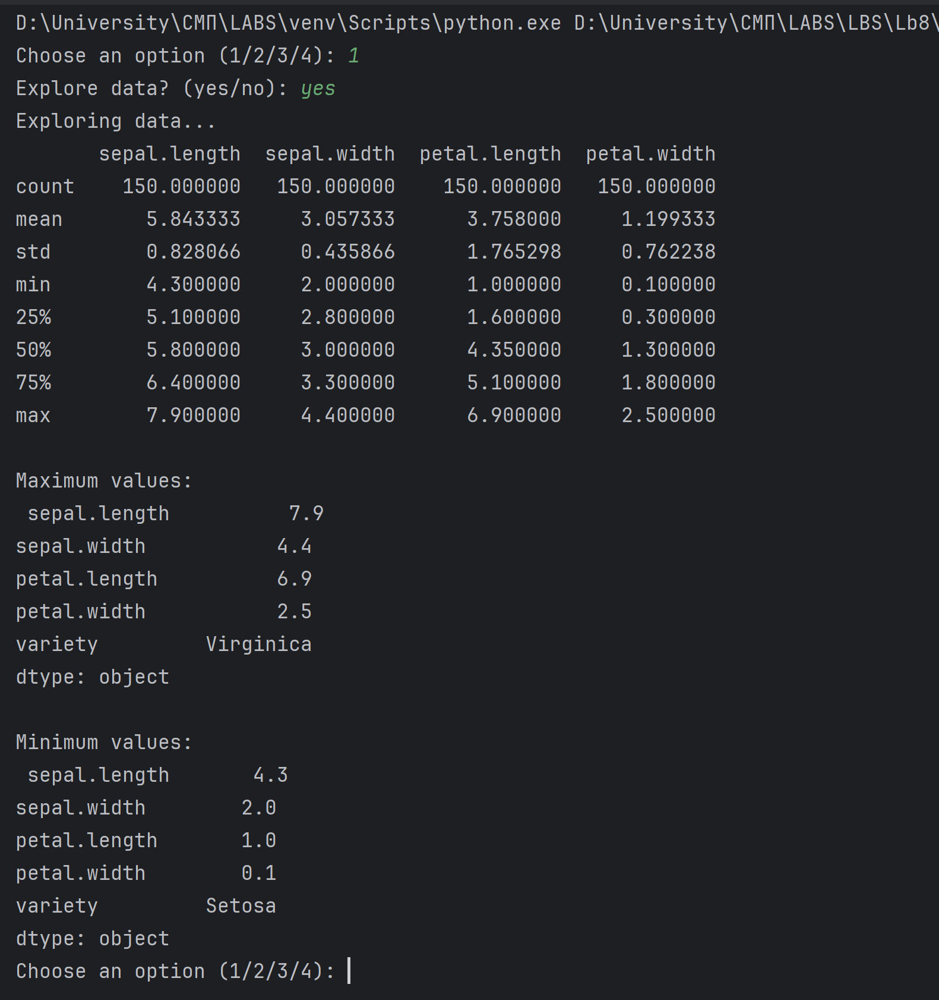 D:\University\СМП\LABS\venv\Scripts\python.exe D:\University\СМП\LABS\LBS\Lb8\
Choose an option (1/2/3/4): 1
Explore data? (yes/no): yes
Exploring data...
       sepal.length  sepal.width  petal.length  petal.width
count    150.000000   150.000000    150.000000   150.000000
mean       5.843333     3.057333      3.758000     1.199333
std        0.828066     0.435866      1.765298     0.762238
min        4.300000     2.000000      1.000000     0.100000
25%        5.100000     2.800000      1.600000     0.300000
50%        5.800000     3.000000      4.350000     1.300000
75%        6.400000     3.300000      5.100000     1.800000
max        7.900000     4.400000      6.900000     2.500000

Maximum values:
 sepal.length          7.9
sepal.width           4.4
petal.length          6.9
petal.width           2.5
variety         Virginica
dtype: object

Minimum values:
 sepal.length       4.3
sepal.width        2.0
petal.length       1.0
petal.width        0.1
variety         Setosa
dtype: object
Choose an option (1/2/3/4):